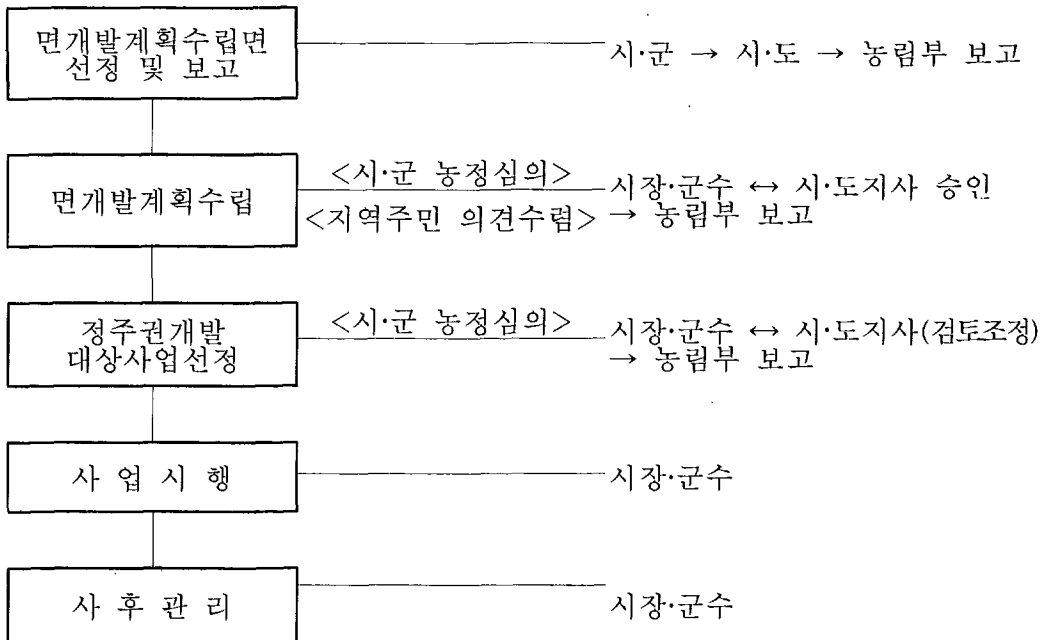 면개발계획수립면
선정 및 보고
시·군 → 시·도 → 농림부 보고
면개발계획수립
<시·군 농정심의>
<지역주민 의견수렴>
시장·군수 ↔ 시·도지사 승인
→ 농림부 보고
정주권개발
대상사업선정
<시·군 농정심의>
시장·군수 ↔ 시·도지사(검토조정)
→ 농림부 보고
사 업 시 행
시장·군수
사 후 관 리
시장·군수